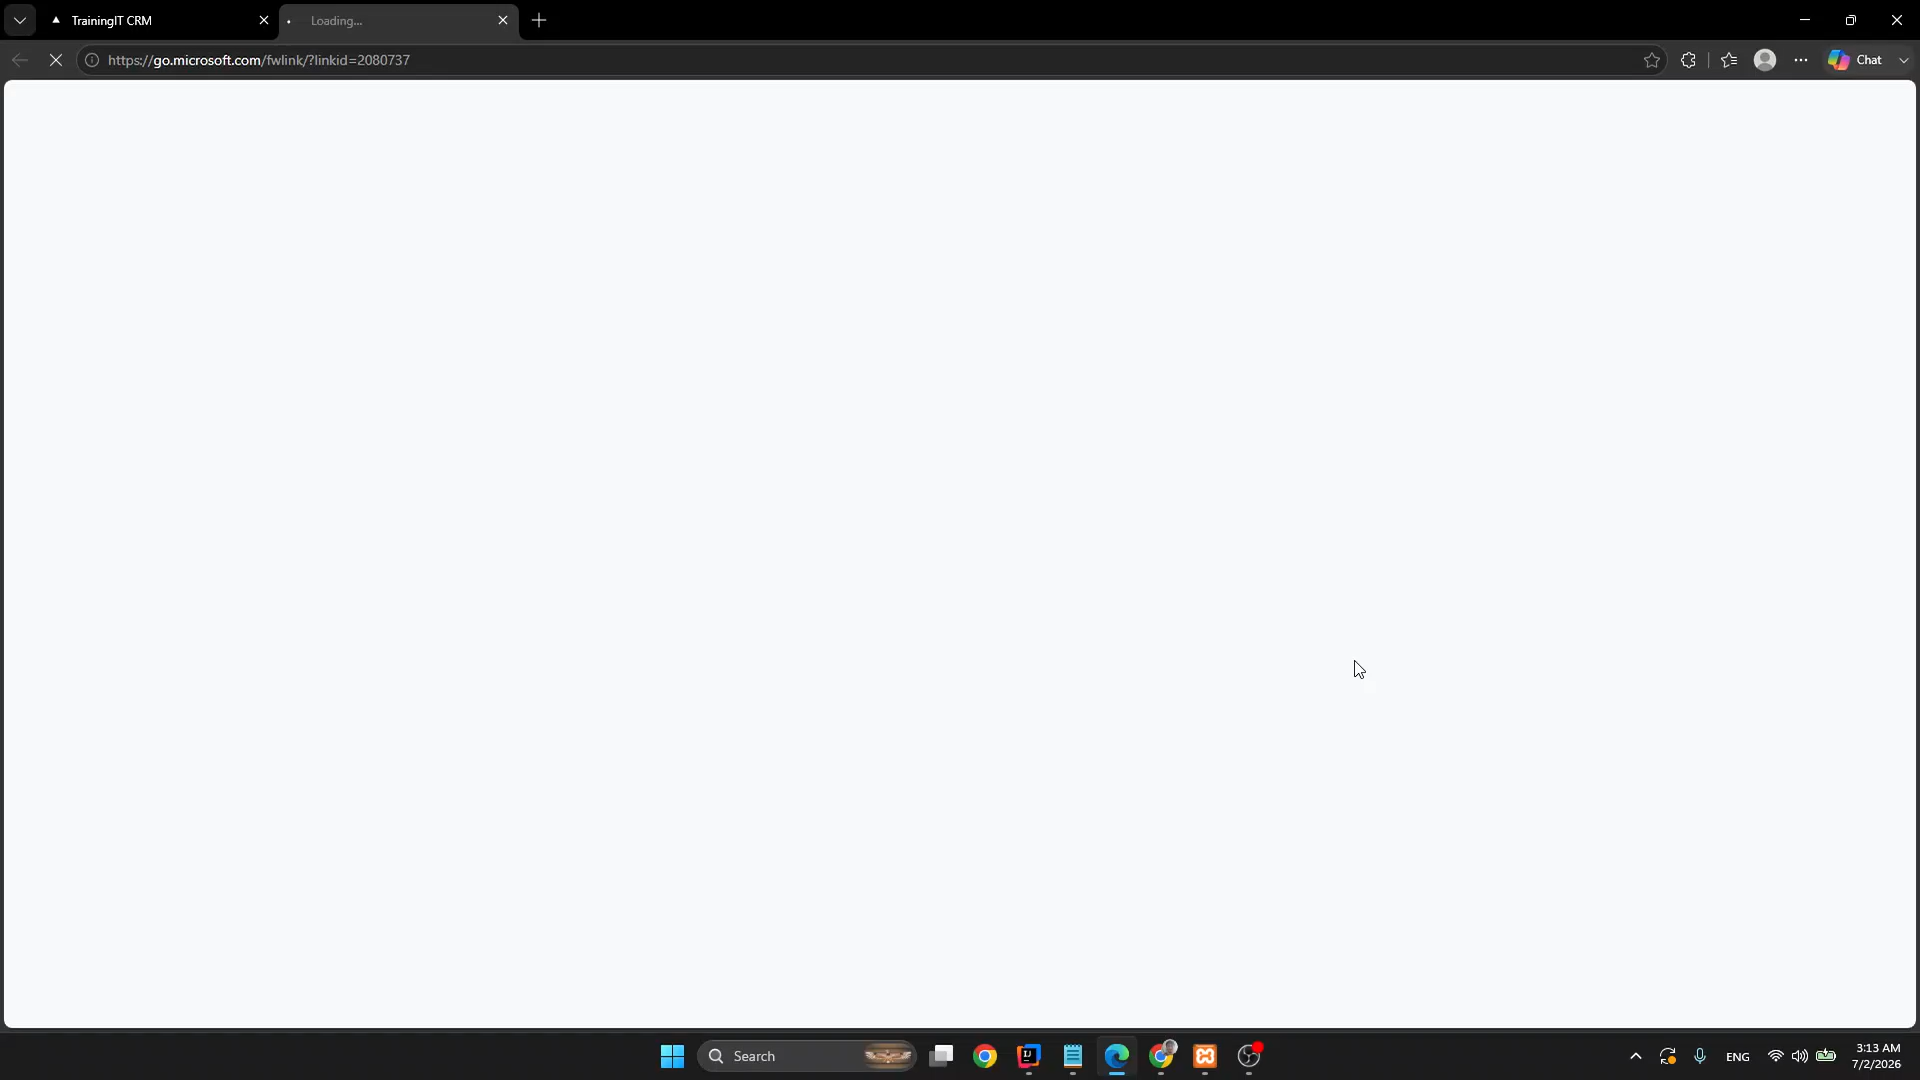 TrainingIT CRM
Loading...
https://go.microsoft.com/fwlink/?linkid=2080737
Chat
Search
ENG
3:13 AM
7/2/2026